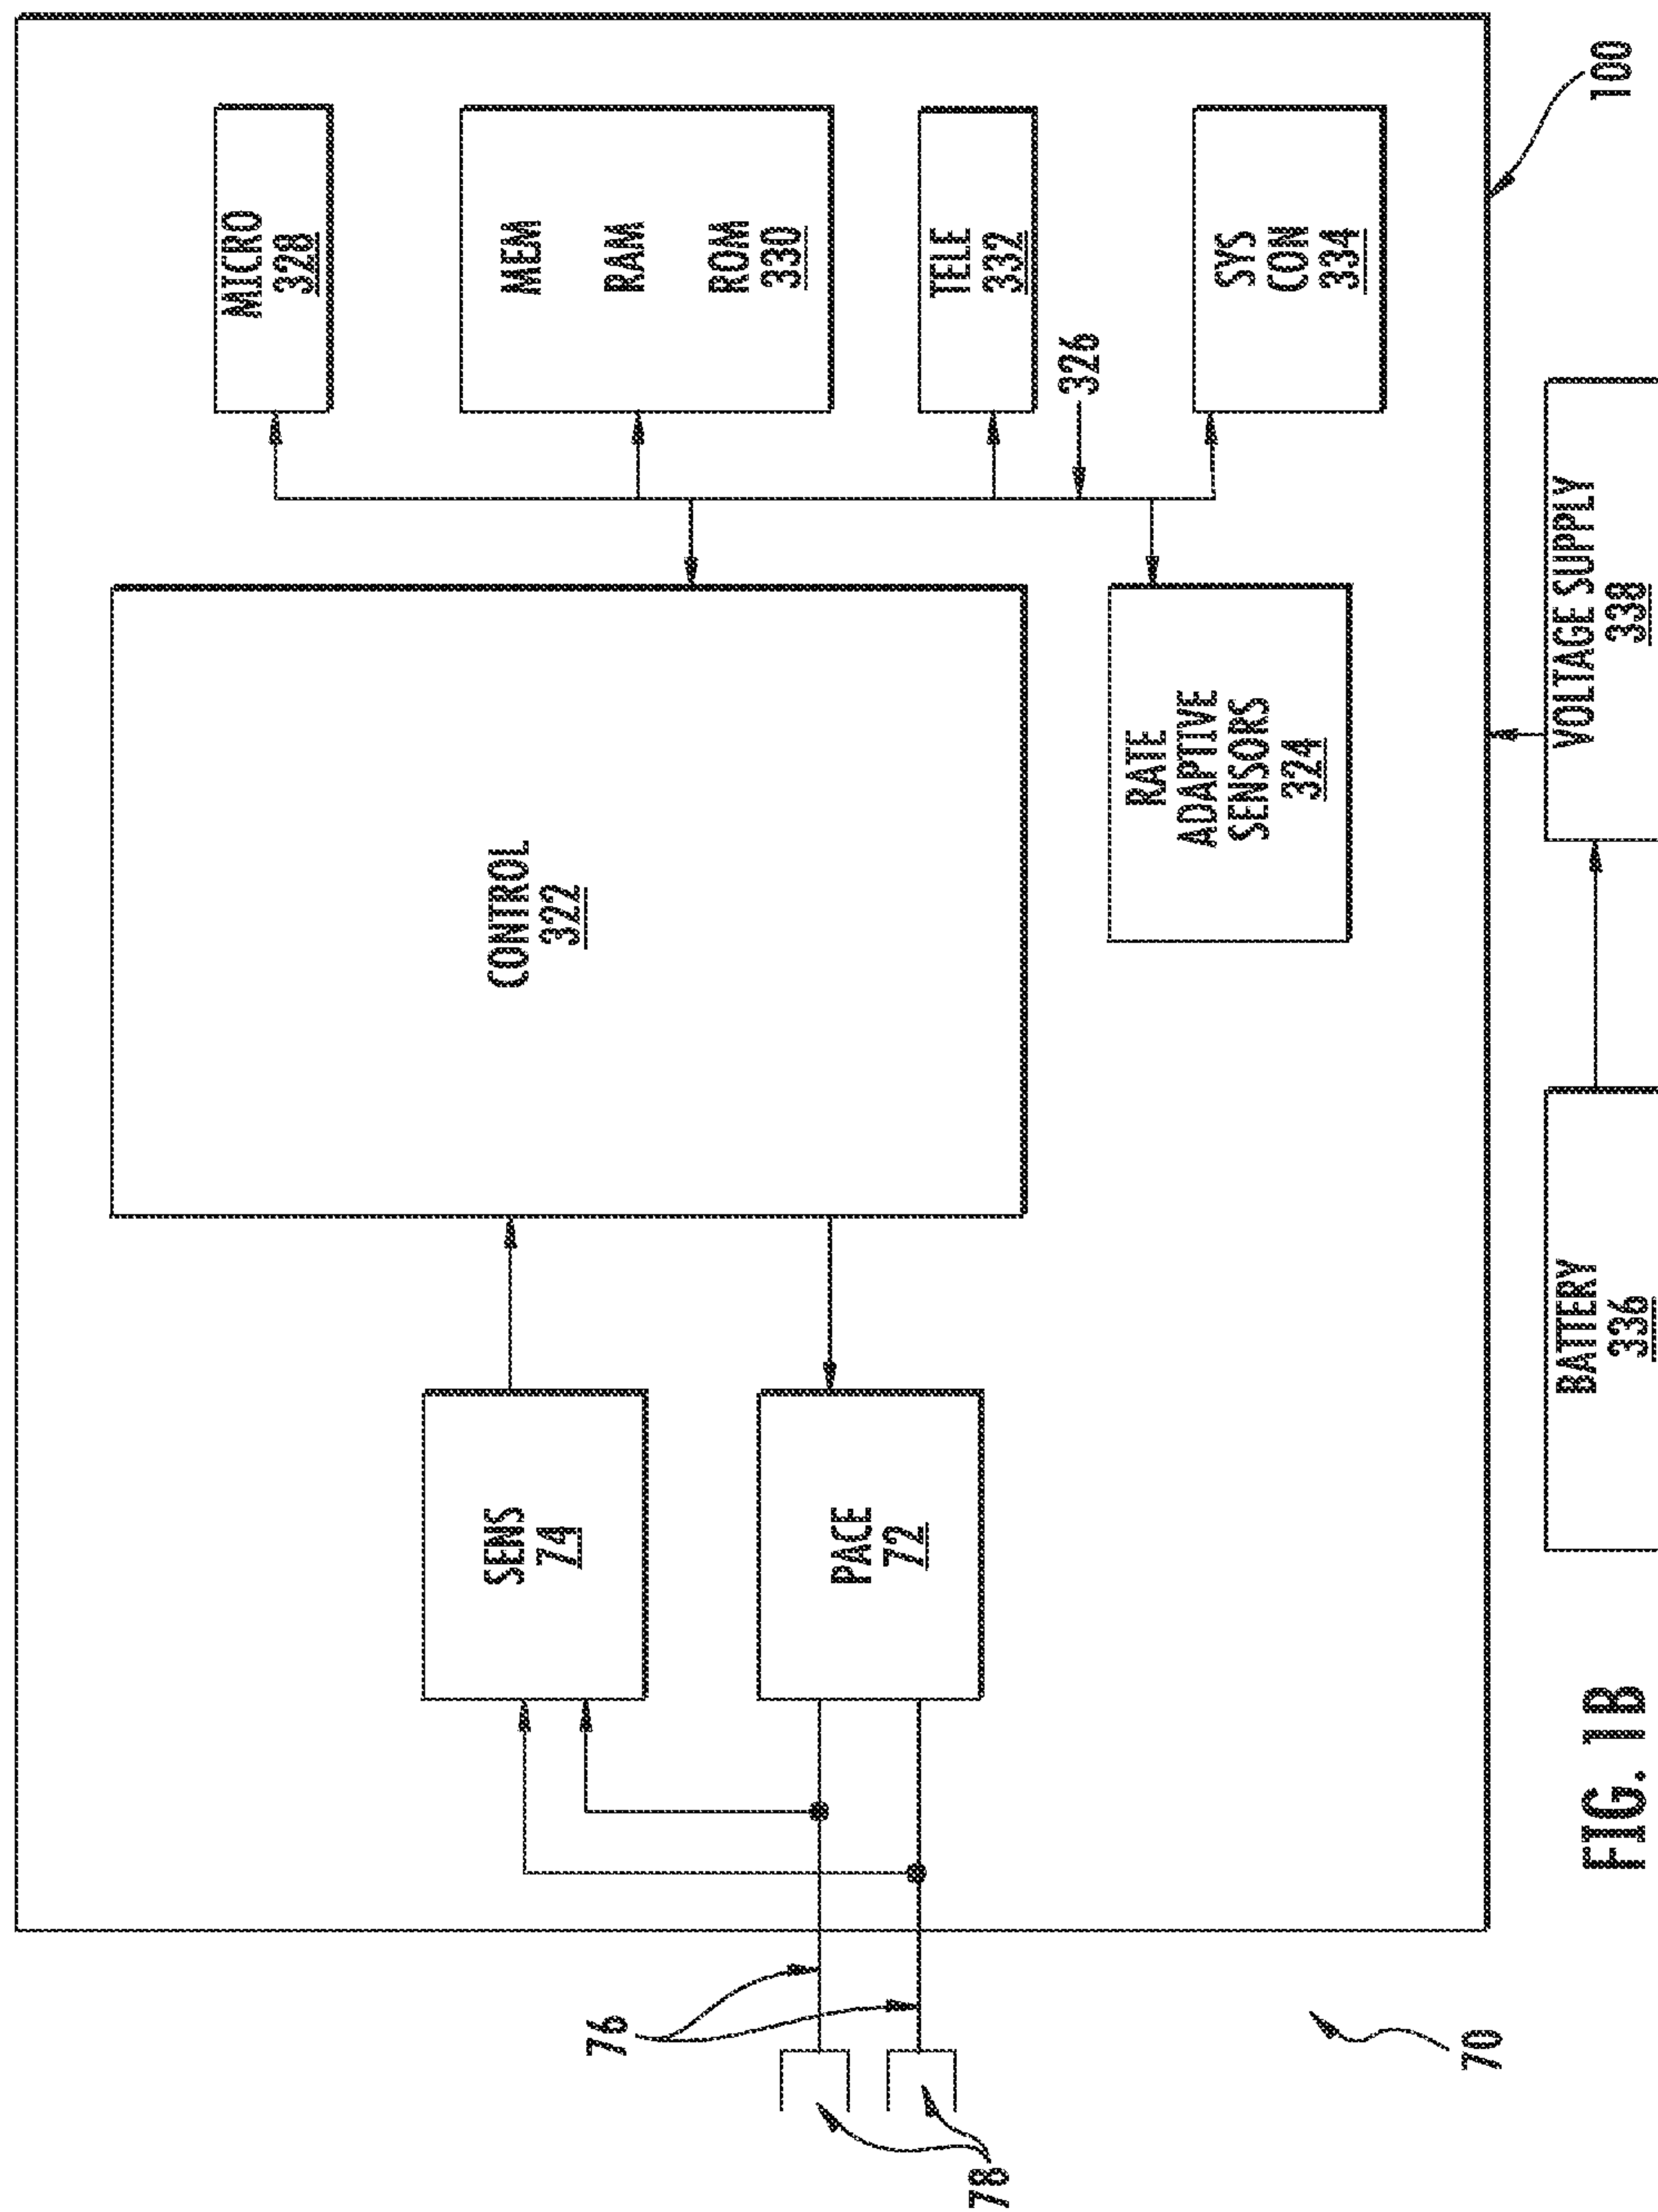 100
MICRO
328
MEM
RAM
ROM
330
TELE
332
326
SYS
CON
334
CONTROL
322
RATE
ADAPTIVE
SENSORS
324
VOLTAGE SUPPLY
338
SENS
74
PACE
72
BATTERY
336
76
78
70
FIG. 1B